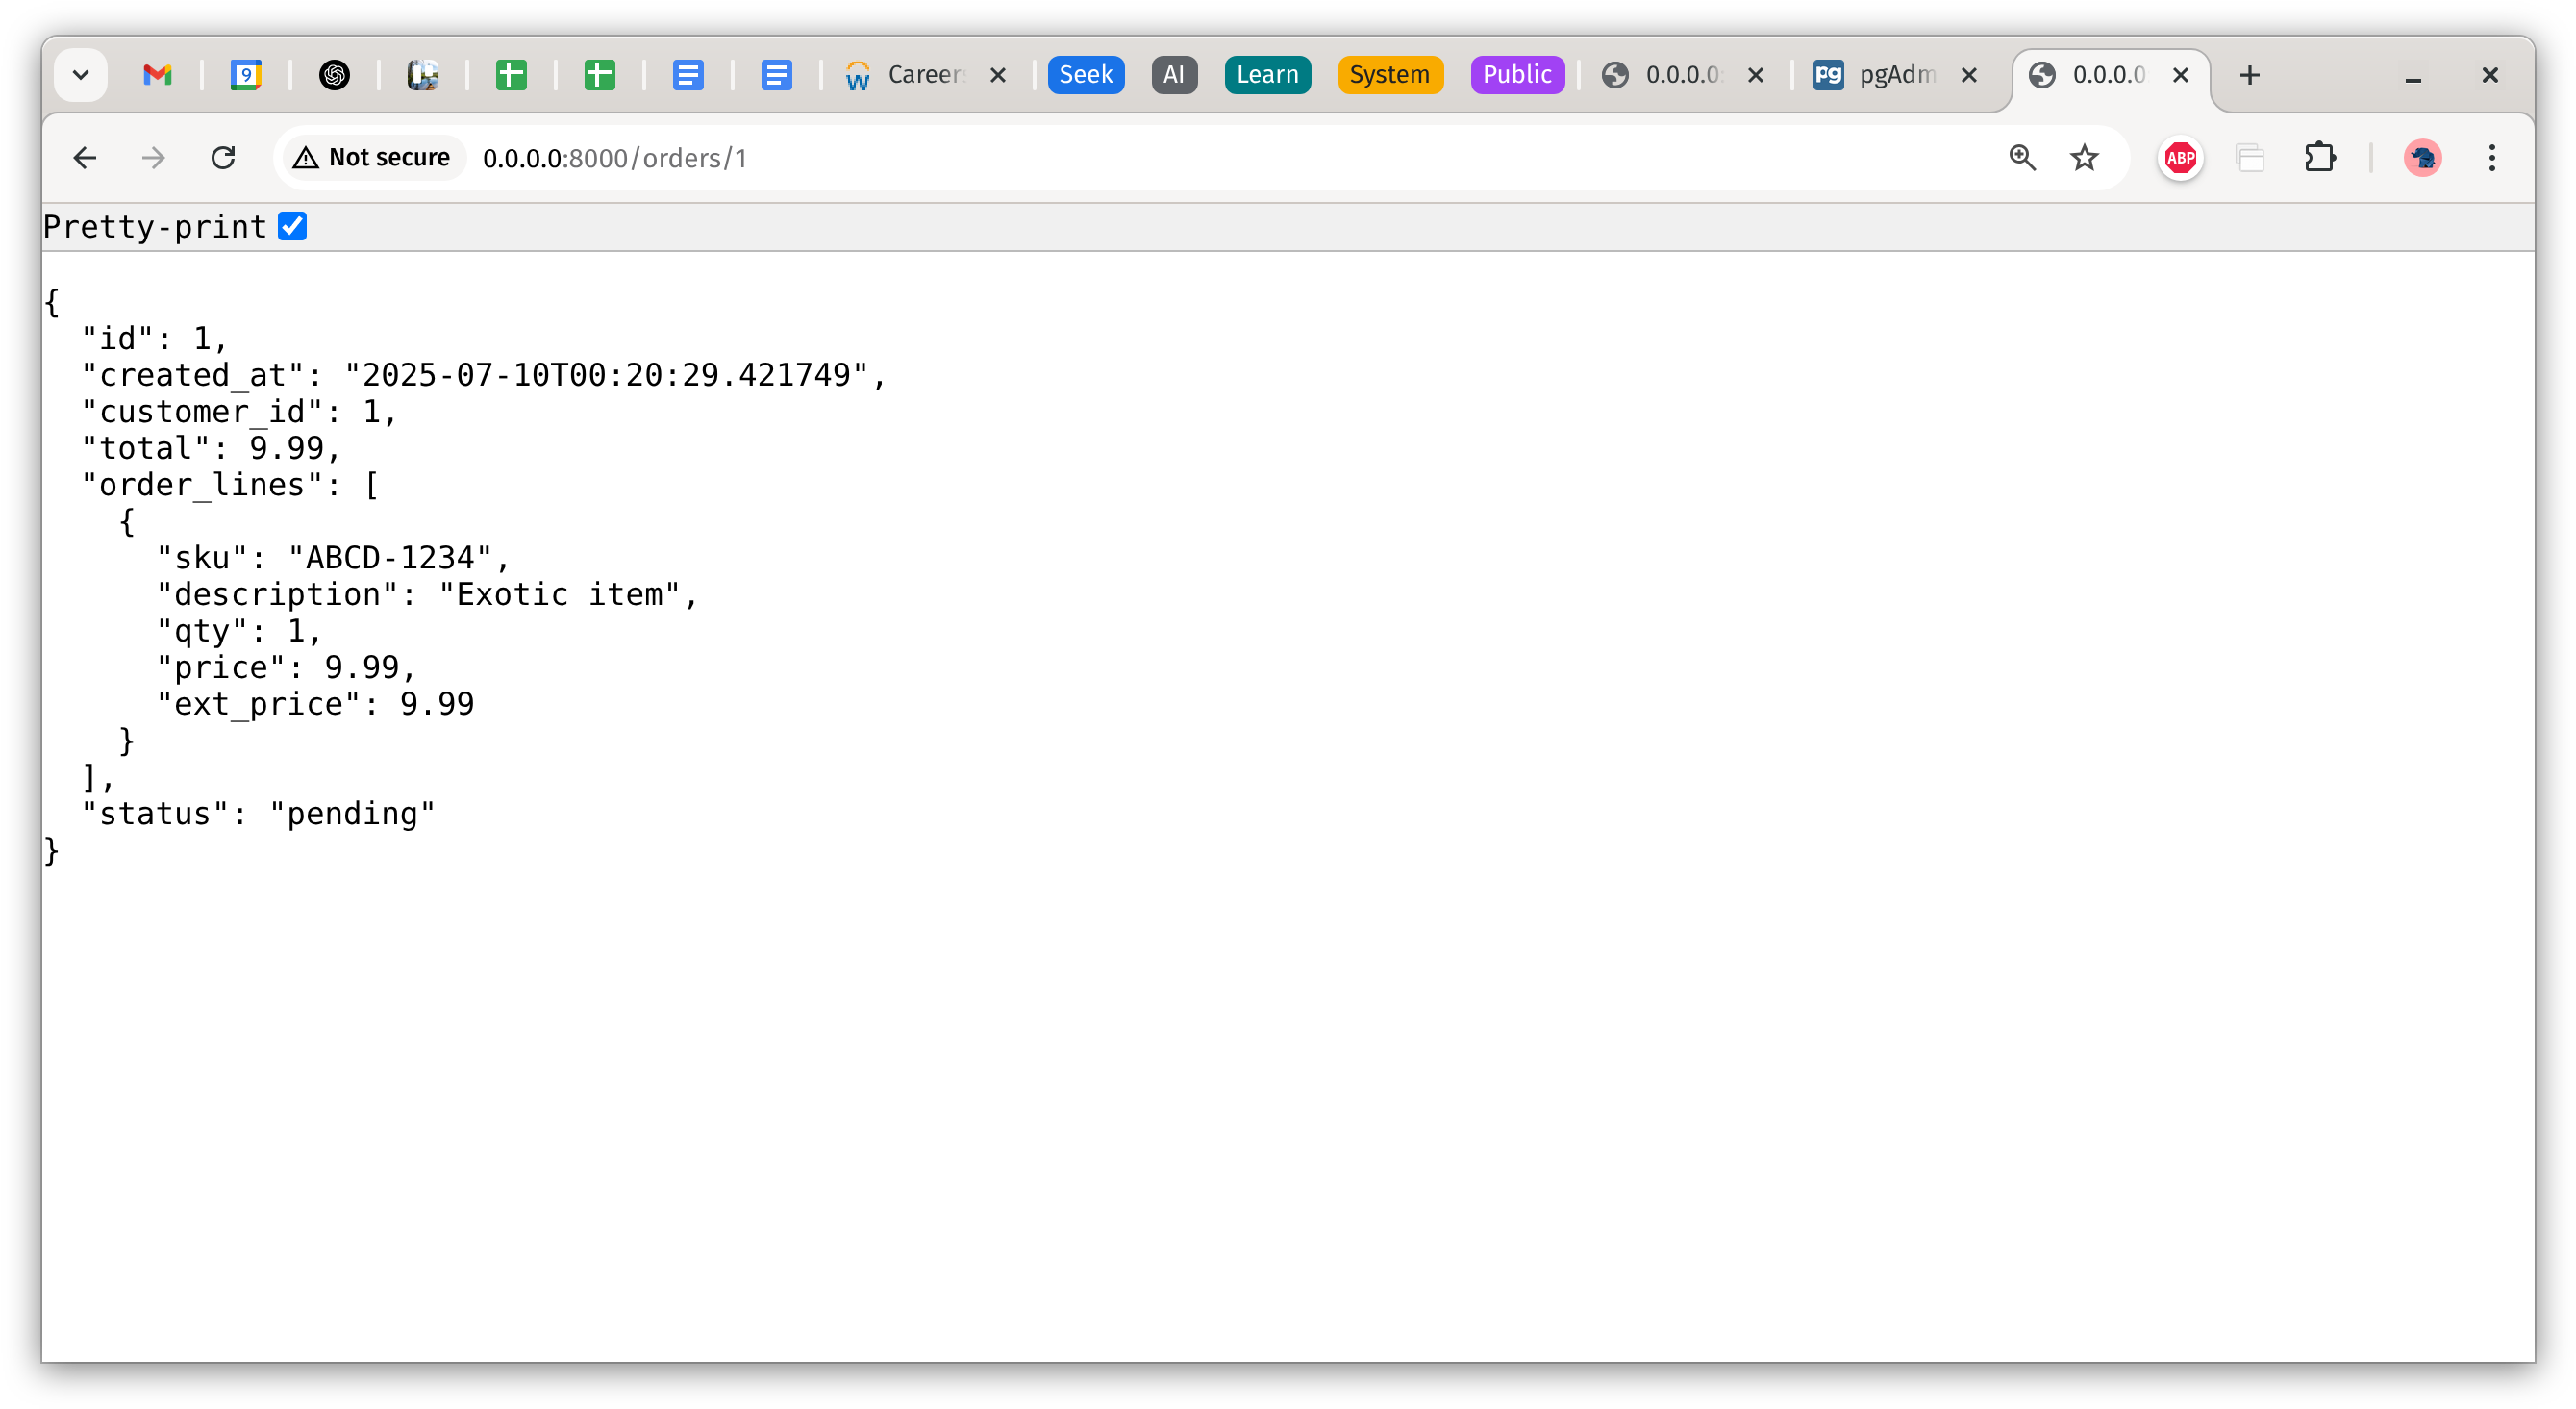 9 Career Seek AI Learn System Public 0.0.0.0 pgAdm 0.0.0.0
Not secure 0.0.0.0:8000/orders/1 ABP
Pretty-print
{
  "id": 1,
  "created_at": "2025-07-10T00:20:29.421749",
  "customer_id": 1,
  "total": 9.99,
  "order_lines": [
    {
      "sku": "ABCD-1234",
      "description": "Exotic item",
      "qty": 1,
      "price": 9.99,
      "ext_price": 9.99
    }
  ],
  "status": "pending"
}